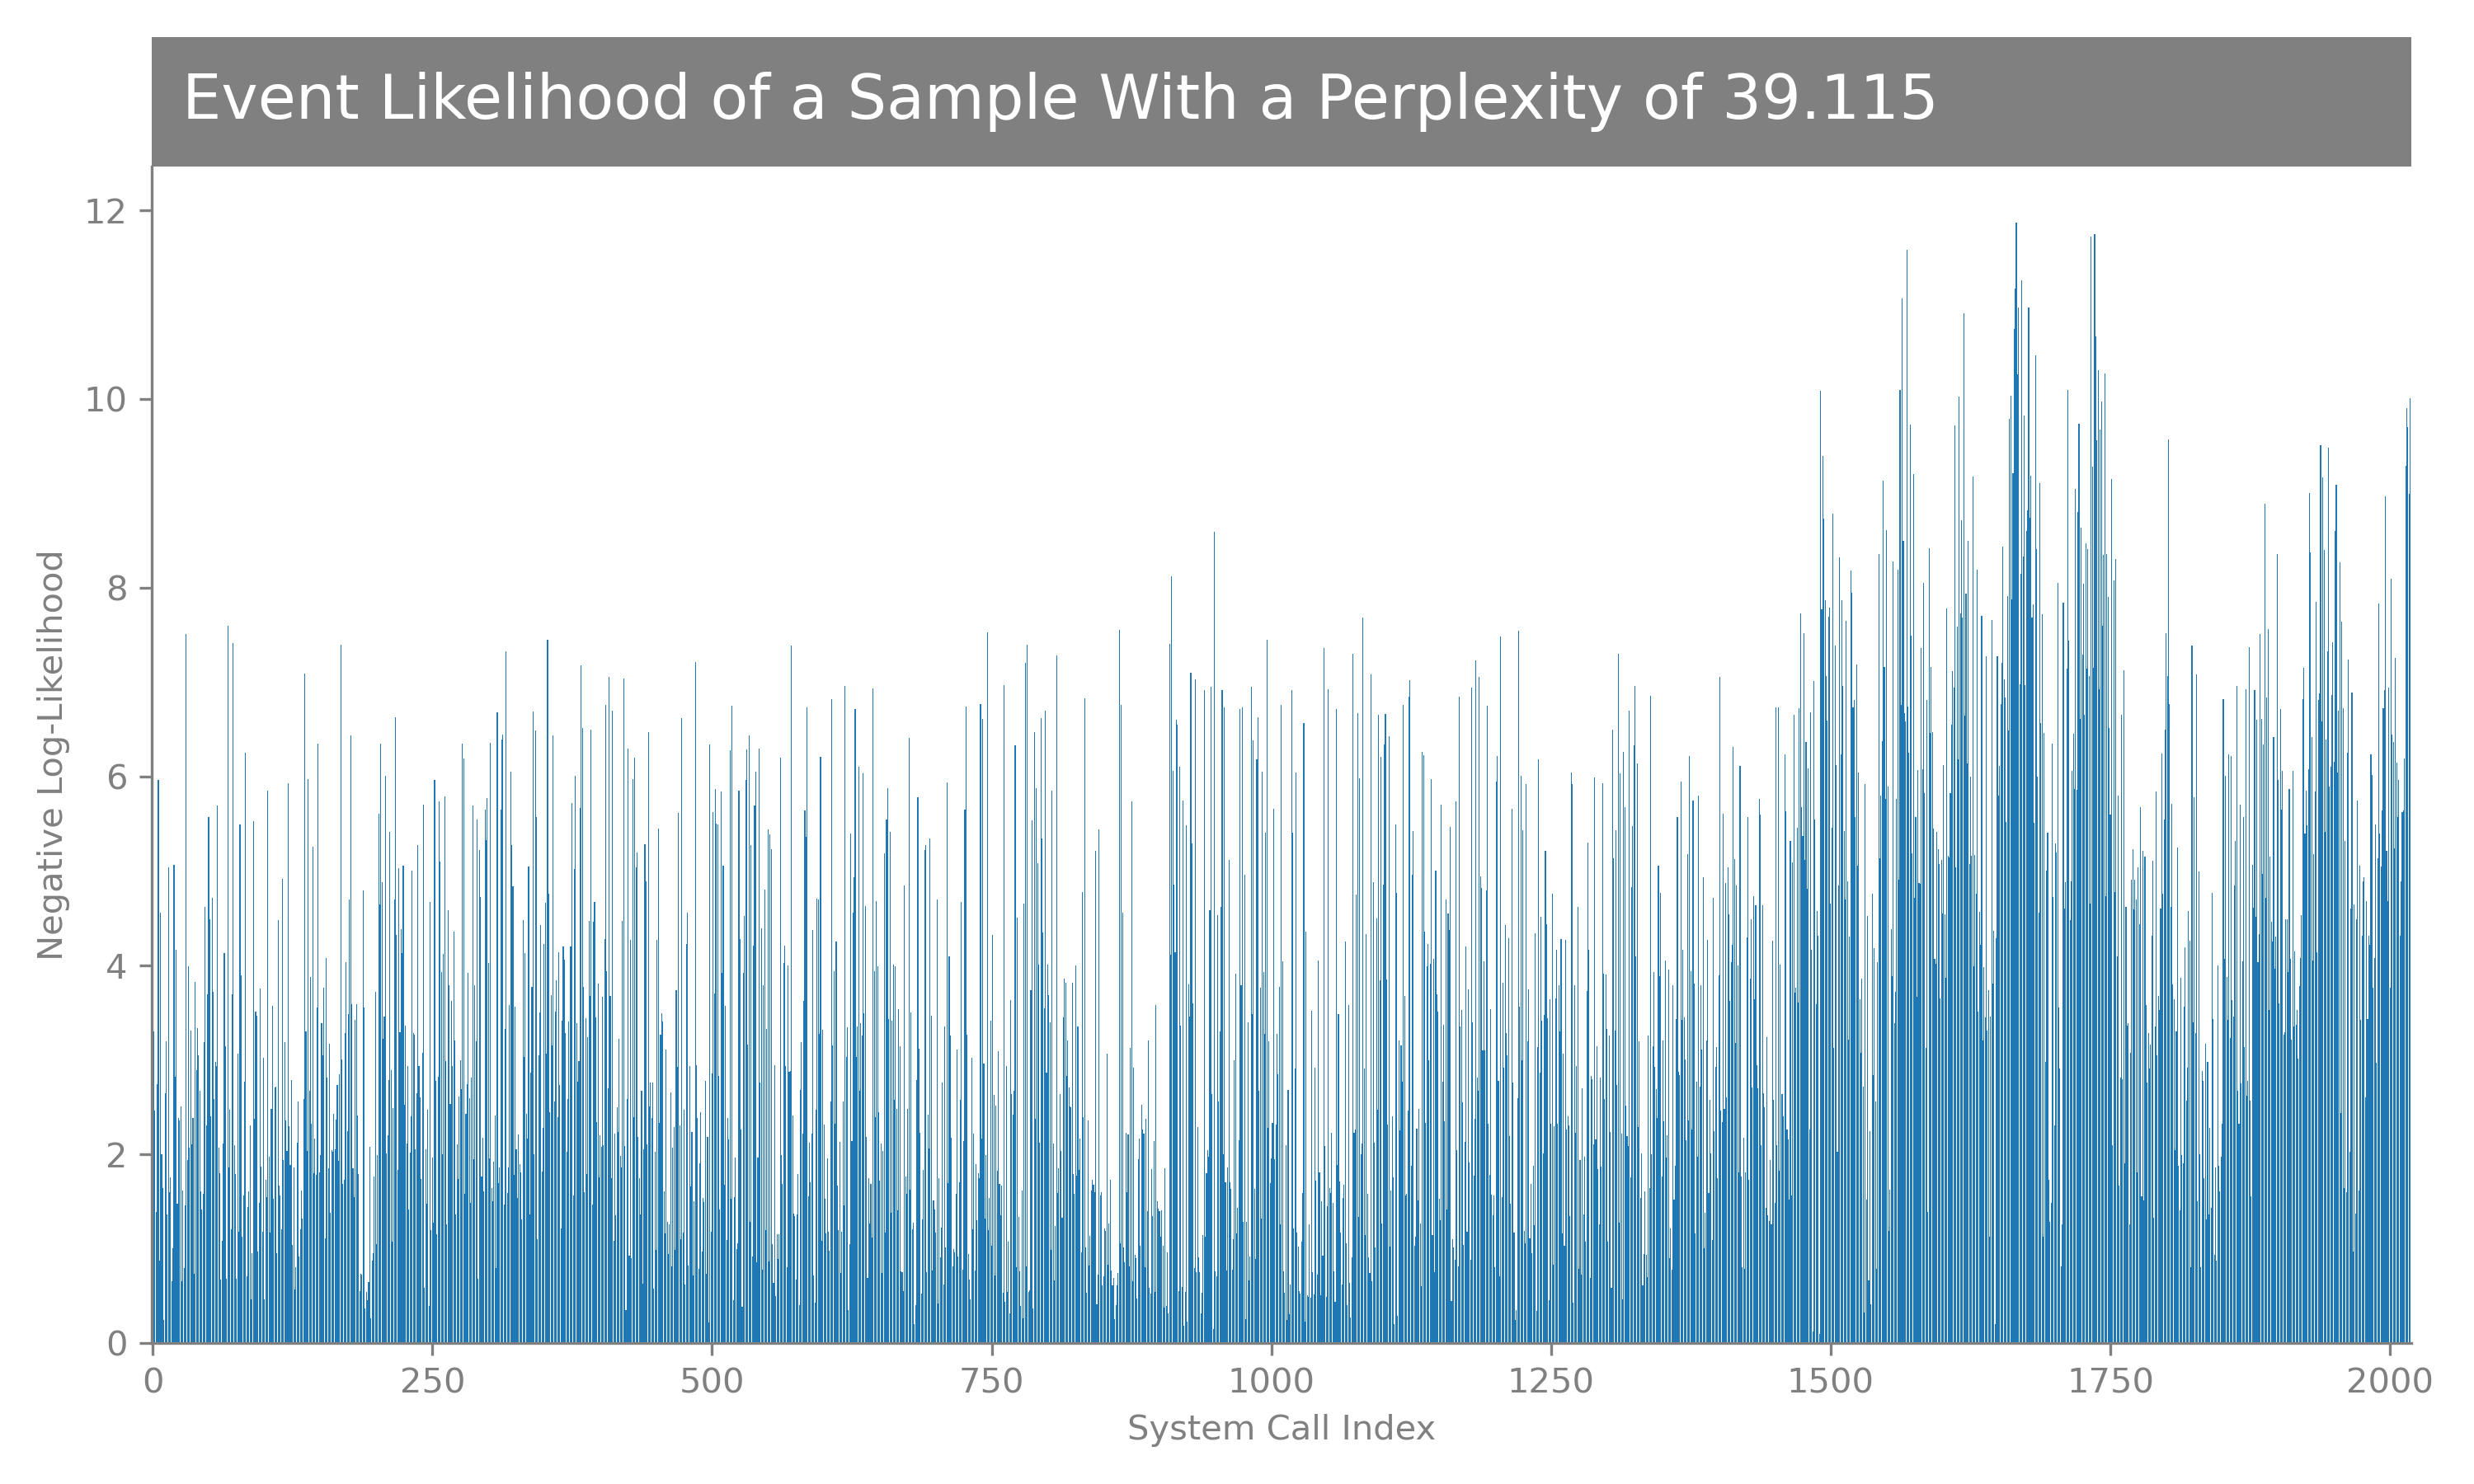 Event Likelihood of a Sample With a Perplexity of 39.115
12
10
8
6
4
2
0
Negative Log-Likelihood
0 250 500 750 1000 1250 1500 1750 2000
System Call Index